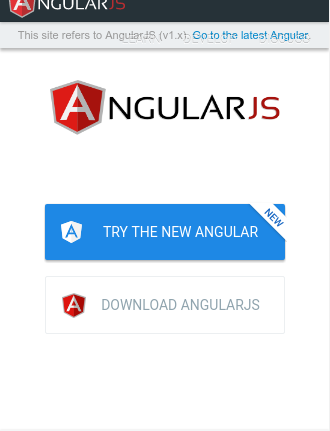 ANGULARJS
This site refers to AngularJS (v1.x). Go to the latest Angular.
ANGULARJS
NEW
TRY THE NEW ANGULAR
DOWNLOAD ANGULARJS